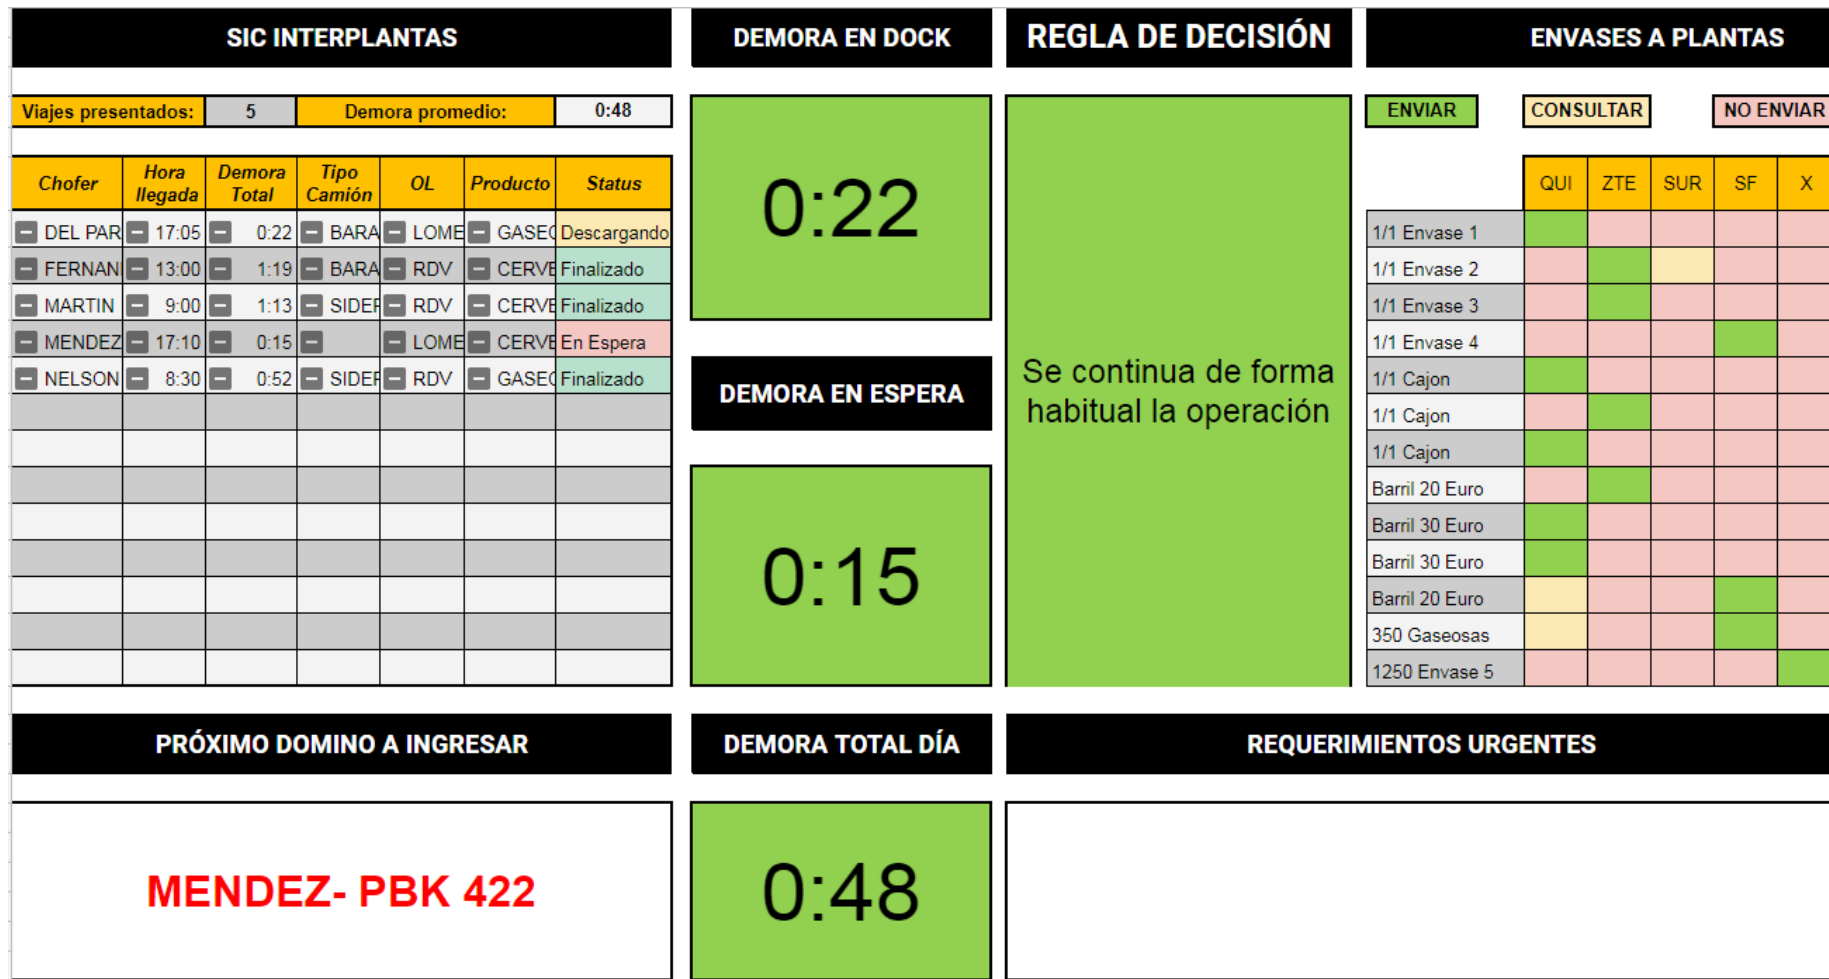 SIC INTERPLANTAS
DEMORA EN DOCK
REGLA DE DECISIÓN
ENVASES A PLANTAS
Viajes presentados: 5 Demora promedio: 0:48
ENVIAR CONSULTAR NO ENVIAR
Chofer Hora llegada Demora Total Tipo Camión OL Producto Status
DEL PAR 17:05 0:22 BARA LOME GASEC Descargando
FERNANI 13:00 1:19 BARA RDV CERVE Finalizado
MARTIN 9:00 1:13 SIDEF RDV CERVE Finalizado
MENDEZ 17:10 0:15 LOME CERVE En Espera
NELSON 8:30 0:52 SIDEF RDV GASEC Finalizado
0:22
DEMORA EN ESPERA
0:15
Se continua de forma
habitual la operación
QUI ZTE SUR SF X
1/1 Envase 1
1/1 Envase 2
1/1 Envase 3
1/1 Envase 4
1/1 Cajon
1/1 Cajon
1/1 Cajon
Barril 20 Euro
Barril 30 Euro
Barril 30 Euro
Barril 20 Euro
350 Gaseosas
1250 Envase 5
PRÓXIMO DOMINO A INGRESAR
DEMORA TOTAL DÍA
REQUERIMIENTOS URGENTES
MENDEZ- PBK 422
0:48